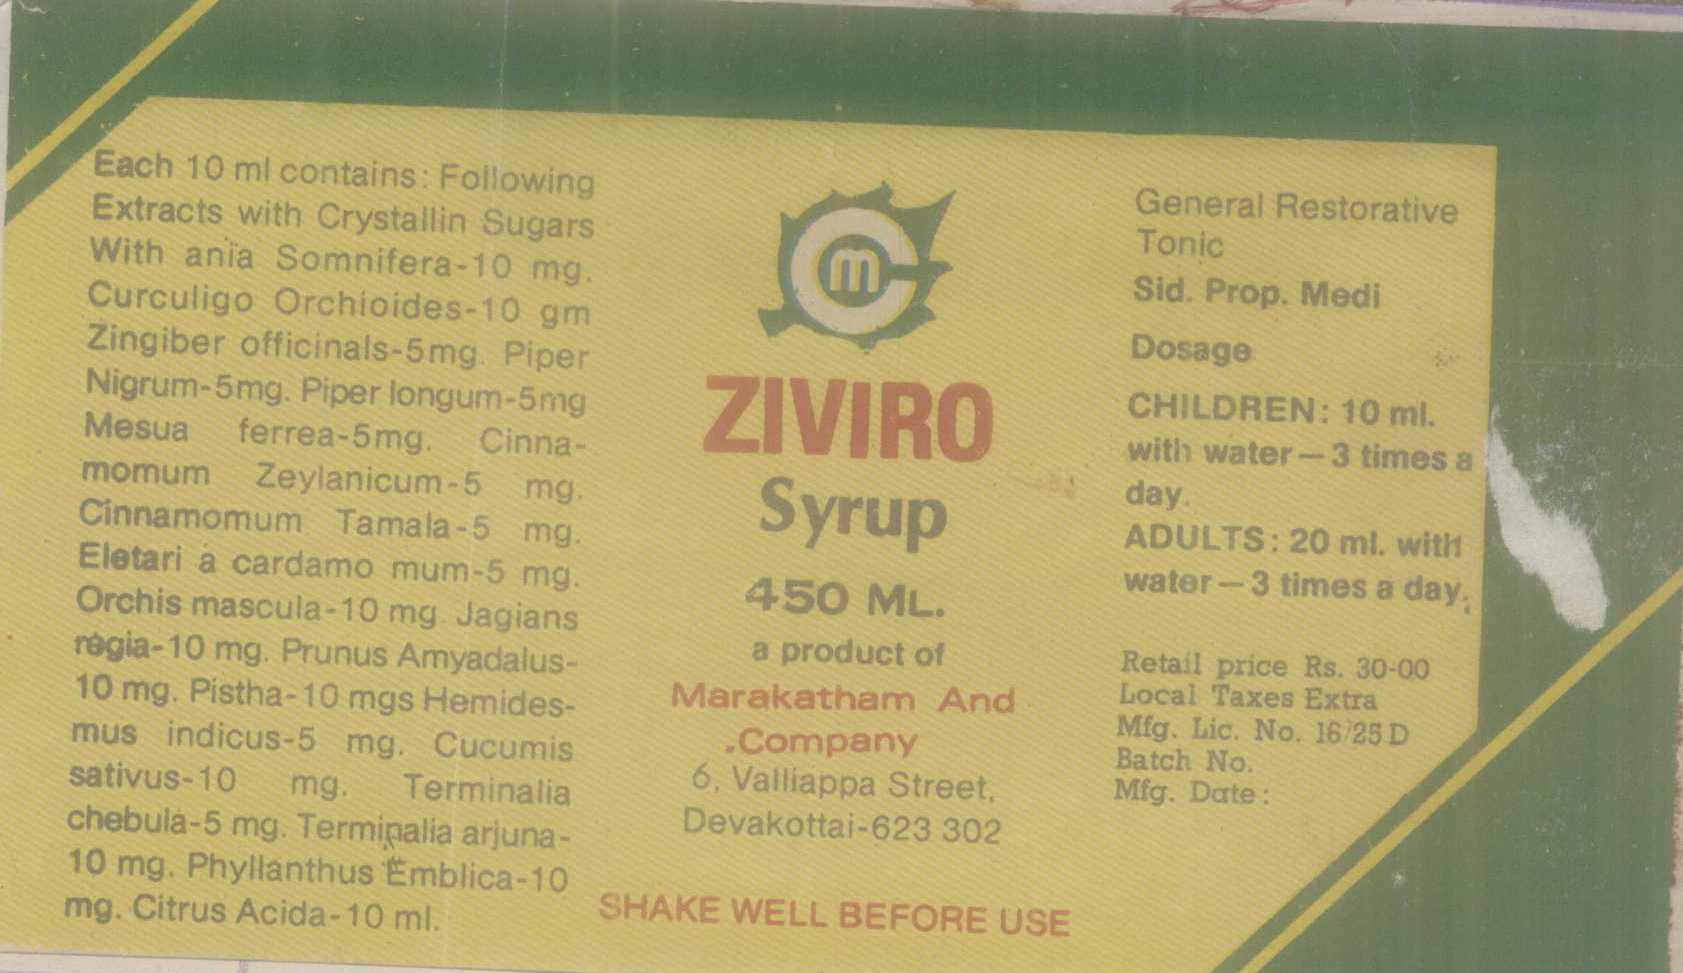 Each 10 ml contains: Following
Extracts with Crystallin Sugars
With ania Somnifera-10 mg.
Curculigo Orchioides-10 gm
Zingiber officinals-5mg. Piper
Nigrum-5mg. Piper longum-5mg
Mesua ferrea-5mg. Cinna-
momum Zeylanicum-5 mg.
Cinnamomum Tamala-5 mg.
Eletari a cardamo mum-5 mg.
Orchis mascula-10 mg. Jagians
regia-10 mg. Prunus Amyadalus-
10 mg. Pistha-10 mgs Hemides-
mus indicus-5 mg. Cucumis
sativus-10 mg. Terminalia
chebula-5 mg. Terminalia arjuna-
10 mg. Phyllanthus Emblica-10
mg. Citrus Acida-10 ml.
cm
ZIVIRO
Syrup
450 ML.
a product of
Marakatham And
Company
6, Valliappa Street,
Devakottai-623 302
SHAKE WELL BEFORE USE
General Restorative
Tonic
Sid. Prop. Medi
Dosage
CHILDREN: 10 ml.
with water — 3 times a
day.
ADULTS: 20 ml. with
water — 3 times a day.
Retail price Rs. 30-00
Local Taxes Extra
Mfg. Lic. No. 16/25 D
Batch No.
Mfg. Date: